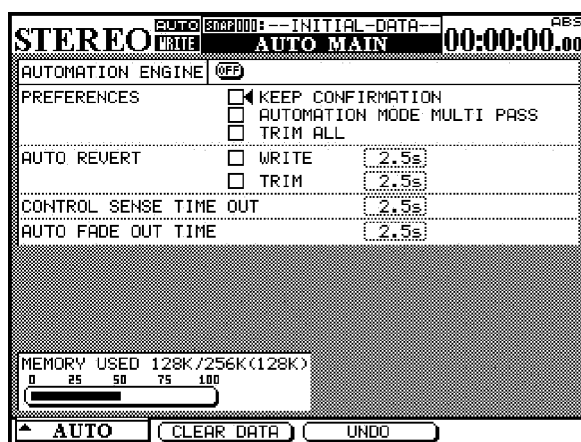 AUTO SNAP000:--INITIAL-DATA-- ABS
STEREO WRITE AUTO MAIN 00:00:00.00
AUTOMATION ENGINE OFF
PREFERENCES KEEP CONFIRMATION
AUTOMATION MODE MULTI PASS
TRIM ALL
AUTO REVERT WRITE 2.5s
TRIM 2.5s
CONTROL SENSE TIME OUT 2.5s
AUTO FADE OUT TIME 2.5s
MEMORY USED 128K/256K(128K)
0 25 50 75 100
AUTO CLEAR DATA UNDO